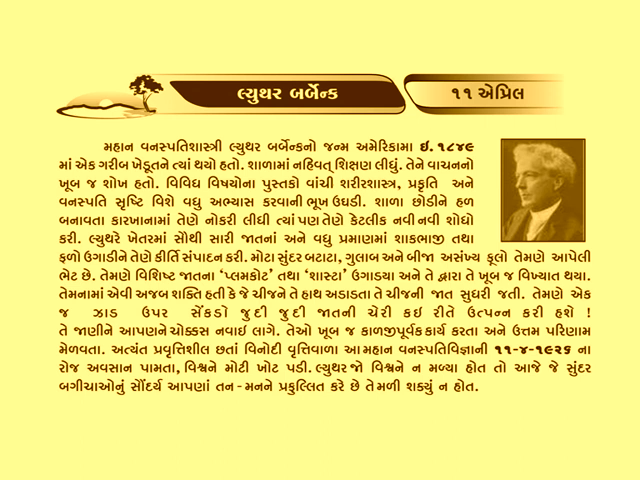 લ્યુથર બર્બેન્ક
૧૧ એપ્રિલ
મહાન વનસ્પતિશાસ્ત્રી લ્યુથર બર્બેન્કનો જન્મ અમેરિકામા ઇ.૧૮૪૯
માં એક ગરીબ ખેડૂતને ત્યાં થયો હતો. શાળામાં નહિવત્ શિક્ષણ લીધું. તેને વાચનનો
ખૂબ જ શોખ હતો. વિવિધ વિષયોના પુસ્તકો વાંચી શરીરશાસ્ત્ર, પ્રકૃતિ અને
વનસ્પતિ સૃષ્ટિ વિશે વધુ અભ્યાસ કરવાની ભૂખ ઉઘડી. શાળા છોડીને હળ
બનાવતા કારખાનામાં તેણે નોકરી લીધી ત્યાં પણ તેણે કેટલીક નવી નવી શોધો
કરી. લ્યુથરે ખેતરમાં સૌથી સારી જાતનાં અને વધુ પ્રમાણમાં શાકભાજી તથા
ફળો ઉગાડીને તેણે કીર્તિ સંપાદન કરી. મોટા સુંદર બટાટા, ગુલાબ અને બીજા અસંખ્ય ફૂલો તેમણે આપેલી
ભેટ છે. તેમણે વિશિષ્ટ જાતના ‘પ્લમકોટ’ તથા ‘શાસ્ટા’ ઉગાડ્યા અને તે દ્વારા તે ખૂબ જ વિખ્યાત થયા.
તેમનામાં એવી અજબ શક્તિ હતી કે જે ચીજને તે હાથ અડાડતા તે ચીજની જાત સુધરી જતી. તેમણે એક
જ ઝાડ ઉપર સેંકડો જુદી જુદી જાતની ચેરી કઇ રીતે ઉત્પન્ન કરી હશે !
તે જાણીને આપણને ચોક્કસ નવાઇ લાગે. તેઓ ખૂબ જ કાળજીપૂર્વક કાર્ય કરતા અને ઉત્તમ પરિણામ
મેળવતા. અત્યંત પ્રવૃત્તિશીલ છતાં વિનોદી વૃત્તિવાળા આ મહાન વનસ્પતિવિજ્ઞાની ૧૧-૪-૧૯૨૬ ના
રોજ અવસાન પામતા, વિશ્વને મોટી ખોટ પડી. લ્યુથર જો વિશ્વને ન મળ્યા હોત તો આજે જે સુંદર
બગીચાઓનું સૌંદર્ય આપણાં તન - મનને પ્રફુલ્લિત કરે છે તે મળી શક્યું ન હોત.